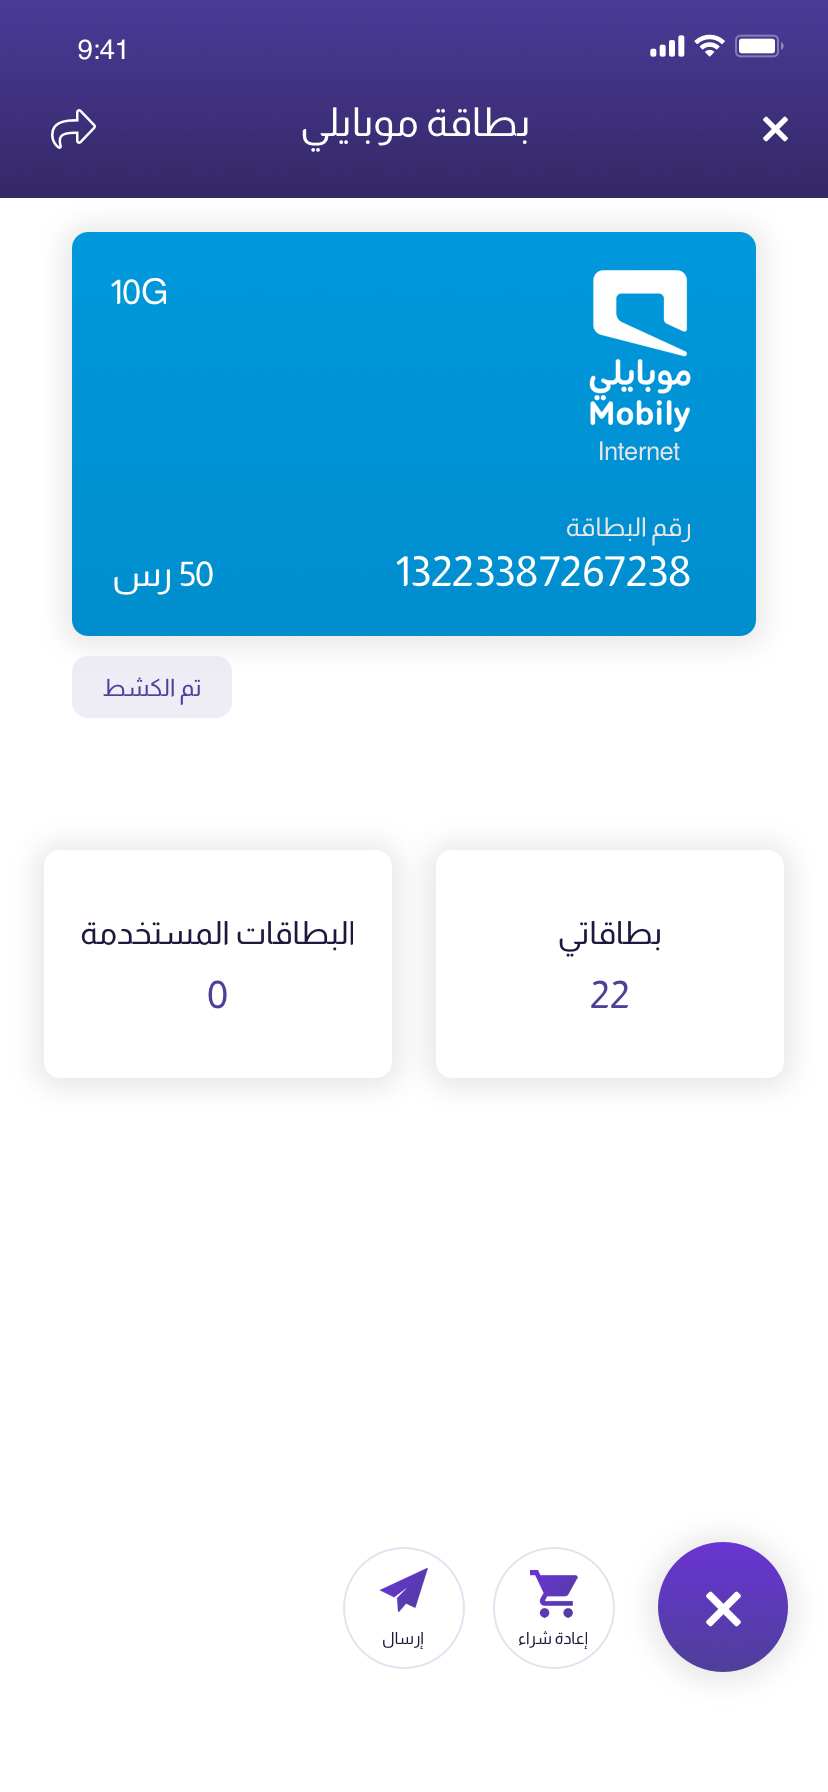 9:41
بطاقة موبايلي
موبايلي
Mobily
Internet
10G
رقم البطاقة
13223387267238
50 رس
تم الكشط
بطاقاتي
22
البطاقات المستخدمة
0
إعادة شراء
إرسال